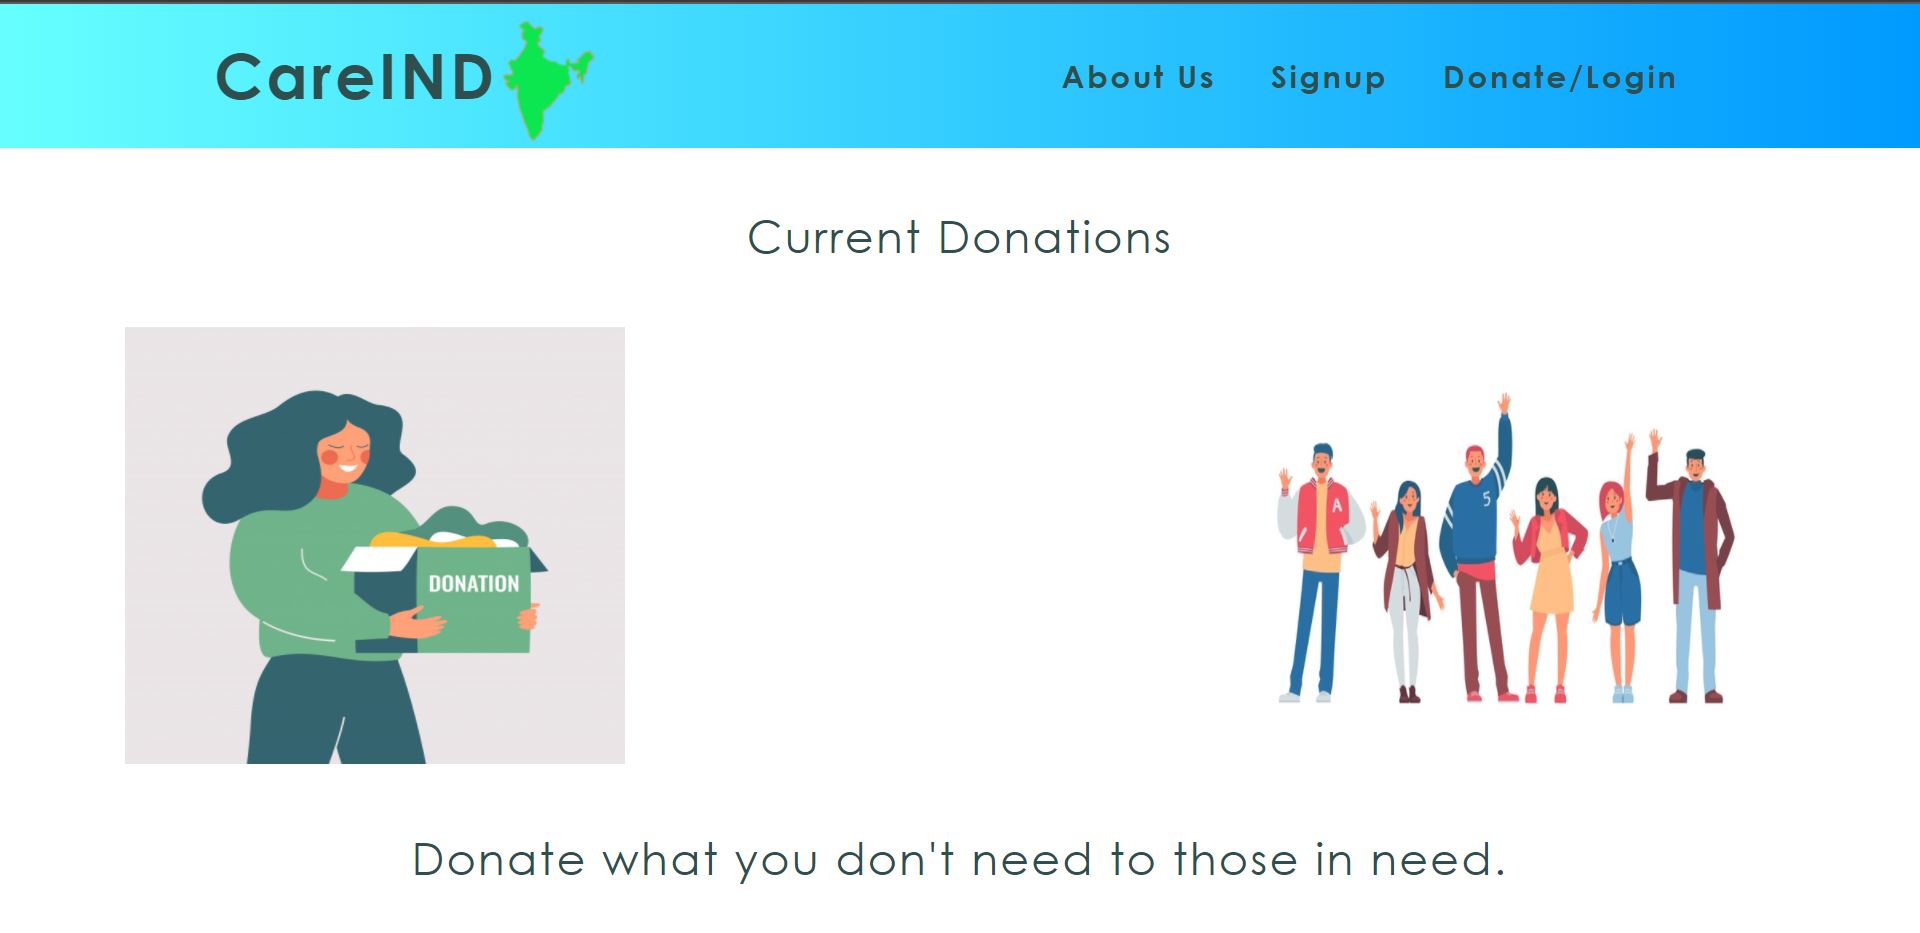 CareIND
About Us Signup Donate/Login
Current Donations
DONATION
A
5
Donate what you don't need to those in need.